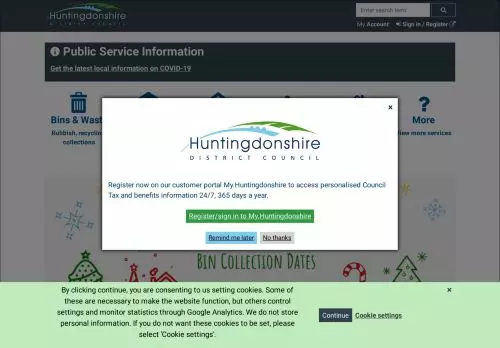 Huntingdonshire
DISTRICT COUNCIL
Enter search term
My Account: Sign in / Register
Public Service Information
Get the latest local information on COVID-19
Bins & Wast
Rubbish, recycling
collections
?
More
View more services
×
Huntingdonshire
DISTRICT COUNCIL
Register now on our customer portal My.Huntingdonshire to access personalised Council
Tax and benefits information 24/7, 365 days a year.
Register/sign in to My.Huntingdonshire
Remind me later
No thanks
BIN COLLECTION DATES
By clicking continue, you are consenting to us setting cookies. Some of
these are necessary to make the website function, but others control
settings and monitor statistics through Google Analytics. We do not store
personal information. If you do not want these cookies to be set, please
select 'Cookie settings'.
Continue
Cookie settings
×